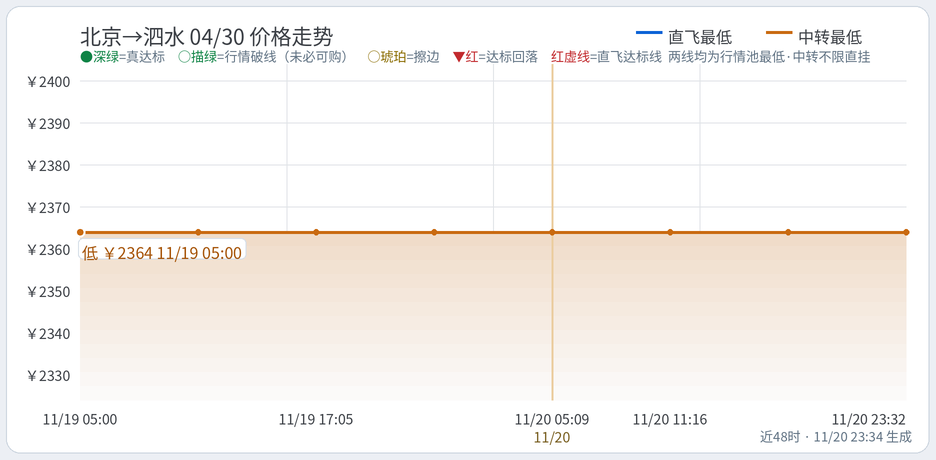 北京→泗水 04/30 价格走势
直飞最低 中转最低
深绿=真达标 描绿=行情破线（未必可购） 琥珀=擦边 ▼红=达标回落 红虚线=直飞达标线 两线均为行情池最低·中转不限直挂
￥2400
￥2390
￥2380
￥2370
￥2360
低 ￥2364 11/19 05:00
￥2350
￥2340
￥2330
11/19 05:00 11/19 17:05 11/20 05:09 11/20 11:16 11/20 23:32
11/20
近48时 · 11/20 23:34 生成